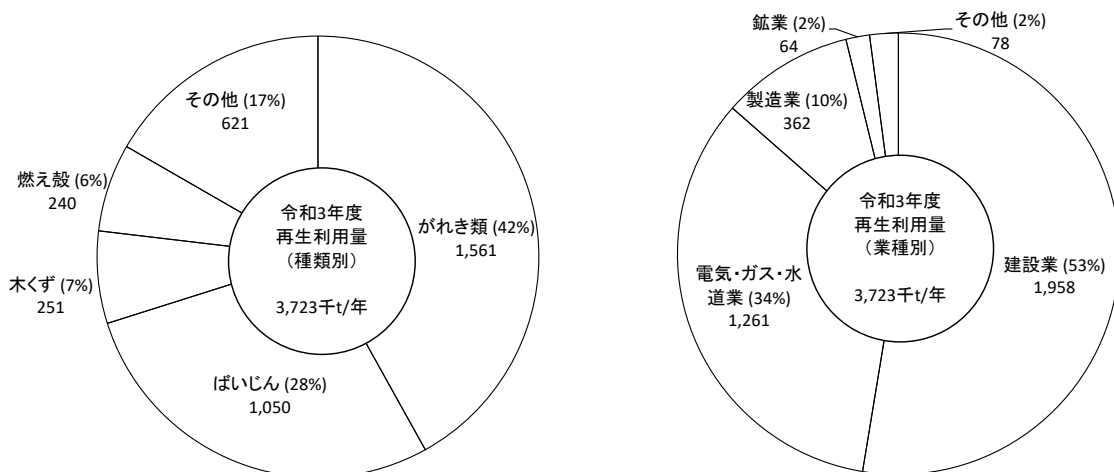 その他 (17%)
621
燃え殻 (6%)
240
木くず (7%)
251
ばいじん (28%)
1,050
がれき類 (42%)
1,561
令和3年度
再生利用量
（種類別）
3,723千t/年
鉱業 (2%)
64
その他 (2%)
78
製造業 (10%)
362
電気・ガス・水
道業 (34%)
1,261
建設業 (53%)
1,958
令和3年度
再生利用量
（業種別）
3,723千t/年